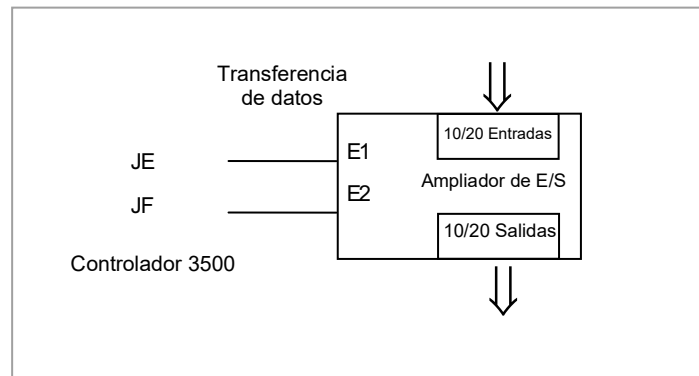 Transferencia
de datos
10/20 Entradas
JE
E1
Ampliador de E/S
JF
E2
10/20 Salidas
Controlador 3500